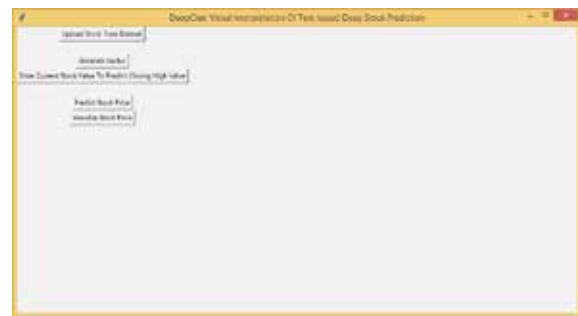 DeepClue: Visual Interpretation Of Text-based Deep Stock Prediction
Upload Stock Text Dataset
Generate Vector
Enter Current Stock Value To Predict Closing High Value
Predict Stock Price
Visualize Stock Price